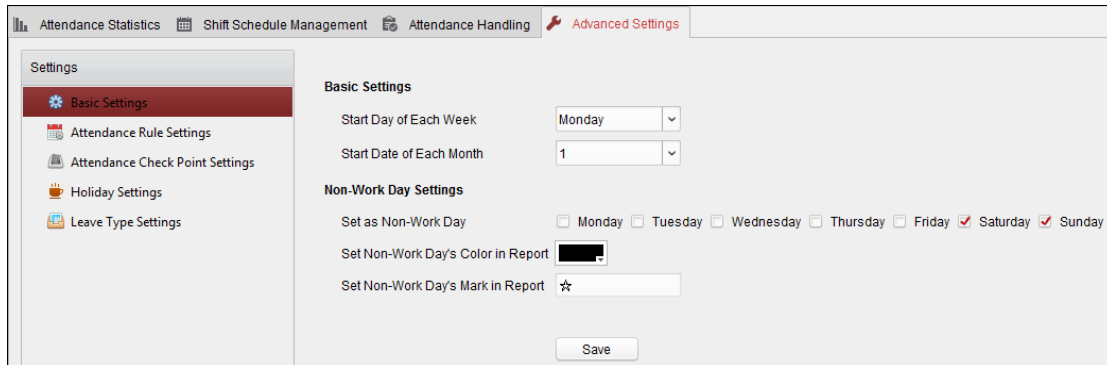 Attendance Statistics Shift Schedule Management Attendance Handling Advanced Settings
Settings
Basic Settings
Attendance Rule Settings
Attendance Check Point Settings
Holiday Settings
Leave Type Settings
Basic Settings
Start Day of Each Week Monday
Start Date of Each Month 1
Non-Work Day Settings
Set as Non-Work Day Monday Tuesday Wednesday Thursday Friday Saturday Sunday
Set Non-Work Day's Color in Report
Set Non-Work Day's Mark in Report ☆
Save